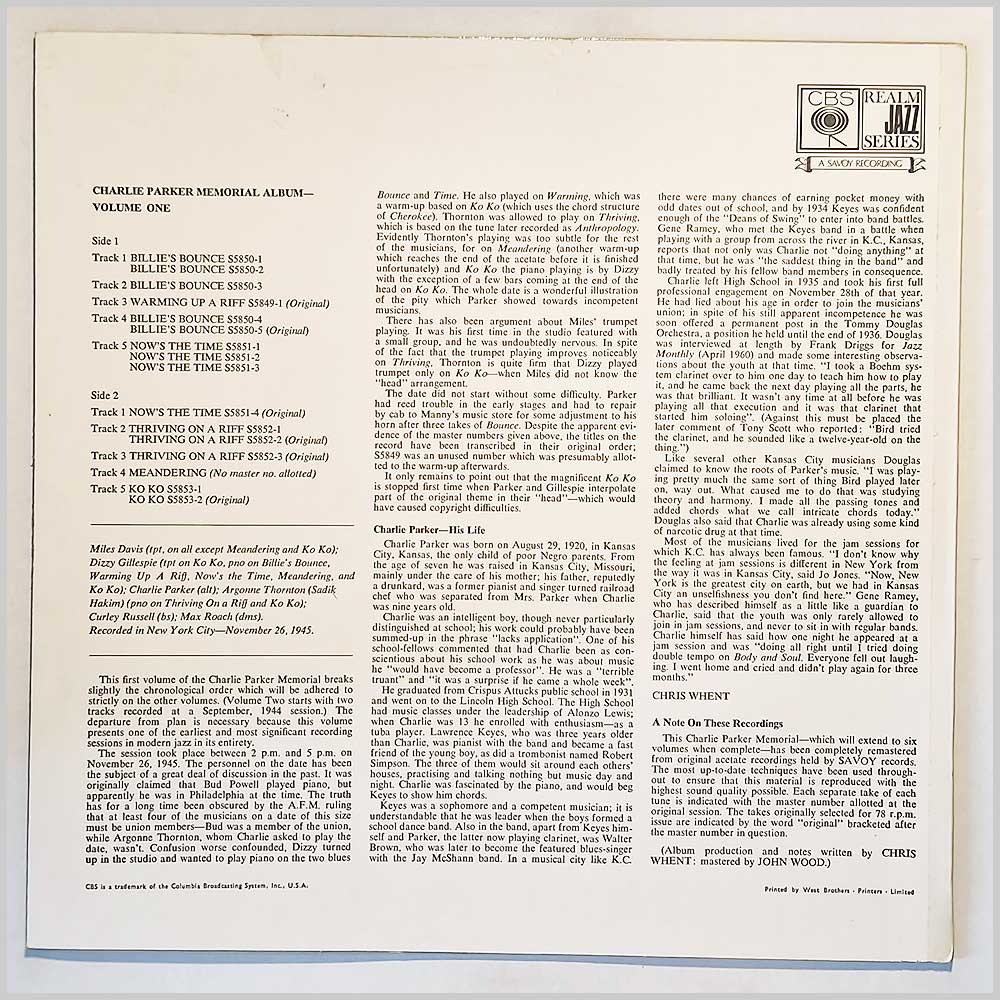 CBS
REALM
JAZZ
SERIES
A SAVOY RECORDING
CHARLIE PARKER MEMORIAL ALBUM—
VOLUME ONE
Side 1
Track 1 BILLIE'S BOUNCE S5850-1
BILLIE'S BOUNCE S5850-2
Track 2 BILLIE'S BOUNCE S5850-3
Track 3 WARMING UP A RIFF S5849-1 (Original)
Track 4 BILLIE'S BOUNCE S5850-4
BILLIE'S BOUNCE S5850-5 (Original)
Track 5 NOW'S THE TIME S5851-1
NOW'S THE TIME S5851-2
NOW'S THE TIME S5851-3
Side 2
Track 1 NOW'S THE TIME S5851-4 (Original)
Track 2 THRIVING ON A RIFF S5852-1
THRIVING ON A RIFF S5852-2 (Original)
Track 3 THRIVING ON A RIFF S5852-3 (Original)
Track 4 MEANDERING (No master no. allotted)
Track 5 KO KO S5853-1
KO KO S5853-2 (Original)
Miles Davis (tpt, on all except Meandering and Ko Ko);
Dizzy Gillespie (tpt on Ko Ko, pno on Billie's Bounce,
Warming Up A Riff, Now's the Time, Meandering, and
Ko Ko); Charlie Parker (alt); Argonne Thornton (Sadik
Hakim) (pno on Thriving On a Riff and Ko Ko);
Curley Russell (bs); Max Roach (dms).
Recorded in New York City—November 26, 1945.
This first volume of the Charlie Parker Memorial breaks
slightly the chronological order which will be adhered to
strictly on the other volumes. (Volume Two starts with two
tracks recorded at a September, 1944 session.) The
departure from plan is necessary because this volume
presents one of the earliest and most significant recording
sessions in modern jazz in its entirety.
The session took place between 2 p.m. and 5 p.m. on
November 26, 1945. The personnel on the date has been
the subject of a great deal of discussion in the past. It was
originally claimed that Bud Powell played piano, but
apparently he was in Philadelphia at the time. The truth
has for a long time been obscured by the A.F.M. ruling
that at least four of the musicians on a date of this size
must be union members—Bud was a member of the union,
while Argonne Thornton, whom Charlie asked to play the
date, wasn't. Confusion worse confounded, Dizzy turned
up in the studio and wanted to play piano on the two blues
Bounce and Time. He also played on Warming, which was
a warm-up based on Ko Ko (which uses the chord structure
of Cherokee). Thornton was allowed to play on Thriving,
which is based on the tune later recorded as Anthropology.
Evidently Thornton's playing was too subtle for the rest
of the musicians, for on Meandering (another warm-up
which reaches the end of the acetate before it is finished
unfortunately) and Ko Ko the piano playing is by Dizzy
with the exception of a few bars coming at the end of the
head on Ko Ko. The whole date is a wonderful illustration
of the pity which Parker showed towards incompetent
musicians.
There has also been argument about Miles' trumpet
playing. It was his first time in the studio featured with
a small group, and he was undoubtedly nervous. In spite
of the fact that the trumpet playing improves noticeably
on Thriving, Thornton is quite firm that Dizzy played
trumpet only on Ko Ko—when Miles did not know the
"head" arrangement.
The date did not start without some difficulty. Parker
had reed trouble in the early stages and had to repair
by cab to Manny's music store for some adjustment to his
horn after three takes of Bounce. Despite the apparent evi-
dence of the master numbers given above, the titles on the
record have been transcribed in their original order;
S5849 was an unused number which was presumably allot-
ted to the warm-up afterwards.
It only remains to point out that the magnificent Ko Ko
is stopped first time when Parker and Gillespie interpolate
part of the original theme in their "head"—which would
have caused copyright difficulties.
Charlie Parker—His Life
Charlie Parker was born on August 29, 1920, in Kansas
City, Kansas, the only child of poor Negro parents. From
the age of seven he was raised in Kansas City, Missouri,
mainly under the care of his mother; his father, reputedly
a drunkard, was a former pianist and singer turned railroad
chef who was separated from Mrs. Parker when Charlie
was nine years old.
Charlie was an intelligent boy, though never particularly
distinguished at school; his work could probably have been
summed-up in the phrase "lacks application". One of his
school-fellows commented that had Charlie been as con-
scientious about his school work as he was about music
he "would have become a professor". He was a "terrible
truant" and "it was a surprise if he came a whole week".
He graduated from Crispus Attucks public school in 1931
and went on to the Lincoln High School. The High School
had music classes under the leadership of Alonzo Lewis;
when Charlie was 13 he enrolled with enthusiasm—as a
tuba player. Lawrence Keyes, who was three years older
than Charlie, was pianist with the band and became a fast
friend of the young boy, as did a trombonist named Robert
Simpson. The three of them would sit around each others'
houses, practising and talking nothing but music day and
night. Charlie was fascinated by the piano, and would beg
Keyes to show him chords.
Keyes was a sophomore and a competent musician; it is
understandable that he was leader when the boys formed a
school dance band. Also in the band, apart from Keyes him-
self and Parker, the latter now playing clarinet, was Walter
Brown, who was later to become the featured blues-singer
with the Jay McShann band. In a musical city like K.C.
there were many chances of earning pocket money with
odd dates out of school, and by 1934 Keyes was confident
enough of the "Deans of Swing" to enter into band battles.
Gene Ramey, who met the Keyes band in a battle when
playing with a group from across the river in K.C., Kansas,
reports that not only was Charlie not "doing anything" at
that time, but he was "the saddest thing in the band" and
badly treated by his fellow band members in consequence.
Charlie left High School in 1935 and took his first full
professional engagement on November 28th of that year.
He had lied about his age in order to join the musicians'
union; in spite of his still apparent incompetence he was
soon offered a permanent post in the Tommy Douglas
Orchestra, a position he held until the end of 1936. Douglas
was interviewed at length by Frank Driggs for Jazz
Monthly (April 1960) and made some interesting observa-
tions about the youth at that time. "I took a Boehm sys-
tem clarinet over to him one day to teach him how to play
it, and he came back the next day playing all the parts, he
was that brilliant. It wasn't any time at all before he was
playing all that execution and it was that clarinet that
started him soloing". (Against this must be placed the
later comment of Tony Scott who reported: "Bird tried
the clarinet, and he sounded like a twelve-year-old on the
thing.")
Like several other Kansas City musicians Douglas
claimed to know the roots of Parker's music. "I was play-
ing pretty much the same sort of thing Bird played later
on, way out. What caused me to do that was studying
theory and harmony. I made all the passing tones and
added chords what we call intricate chords today."
Douglas also said that Charlie was already using some kind
of narcotic drug at that time.
Most of the musicians lived for the jam sessions for
which K.C. has always been famous. "I don't know why
the feeling at jam sessions is different in New York from
the way it was in Kansas City, said Jo Jones. "Now, New
York is the greatest city on earth, but we had in Kansas
City an unselfishness you don't find here." Gene Ramey,
who has described himself as a little like a guardian to
Charlie, said that the youth was only rarely allowed to
join in jam sessions, and never to sit in with regular bands.
Charlie himself has said how one night he appeared at a
jam session and was "doing all right until I tried doing
double tempo on Body and Soul. Everyone fell out laugh-
ing. I went home and cried and didn't play again for three
months."
CHRIS WHENT
A Note On These Recordings
This Charlie Parker Memorial—which will extend to six
volumes when complete—has been completely remastered
from original acetate recordings held by SAVOY records.
The most up-to-date techniques have been used through-
out to ensure that this material is reproduced with the
highest sound quality possible. Each separate take of each
tune is indicated with the master number allotted at the
original session. The takes originally selected for 78 r.p.m.
issue are indicated by the word "original" bracketed after
the master number in question.
(Album production and notes written by CHRIS
WHENT: mastered by JOHN WOOD.)
CBS is a trademark of the Columbia Broadcasting System, Inc., U.S.A.
Printed by West Brothers · Printers · Limited